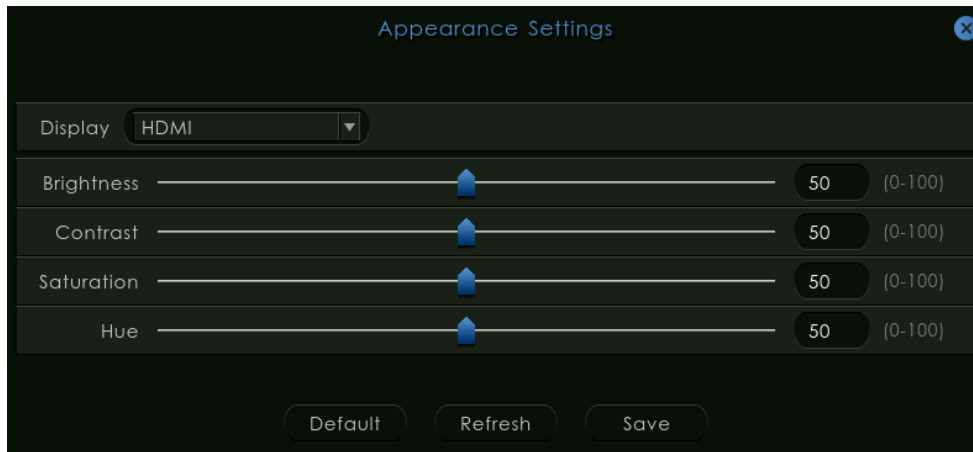 Appearance Settings
Display HDMI
Brightness 50 (0-100)
Contrast 50 (0-100)
Saturation 50 (0-100)
Hue 50 (0-100)
Default Refresh Save